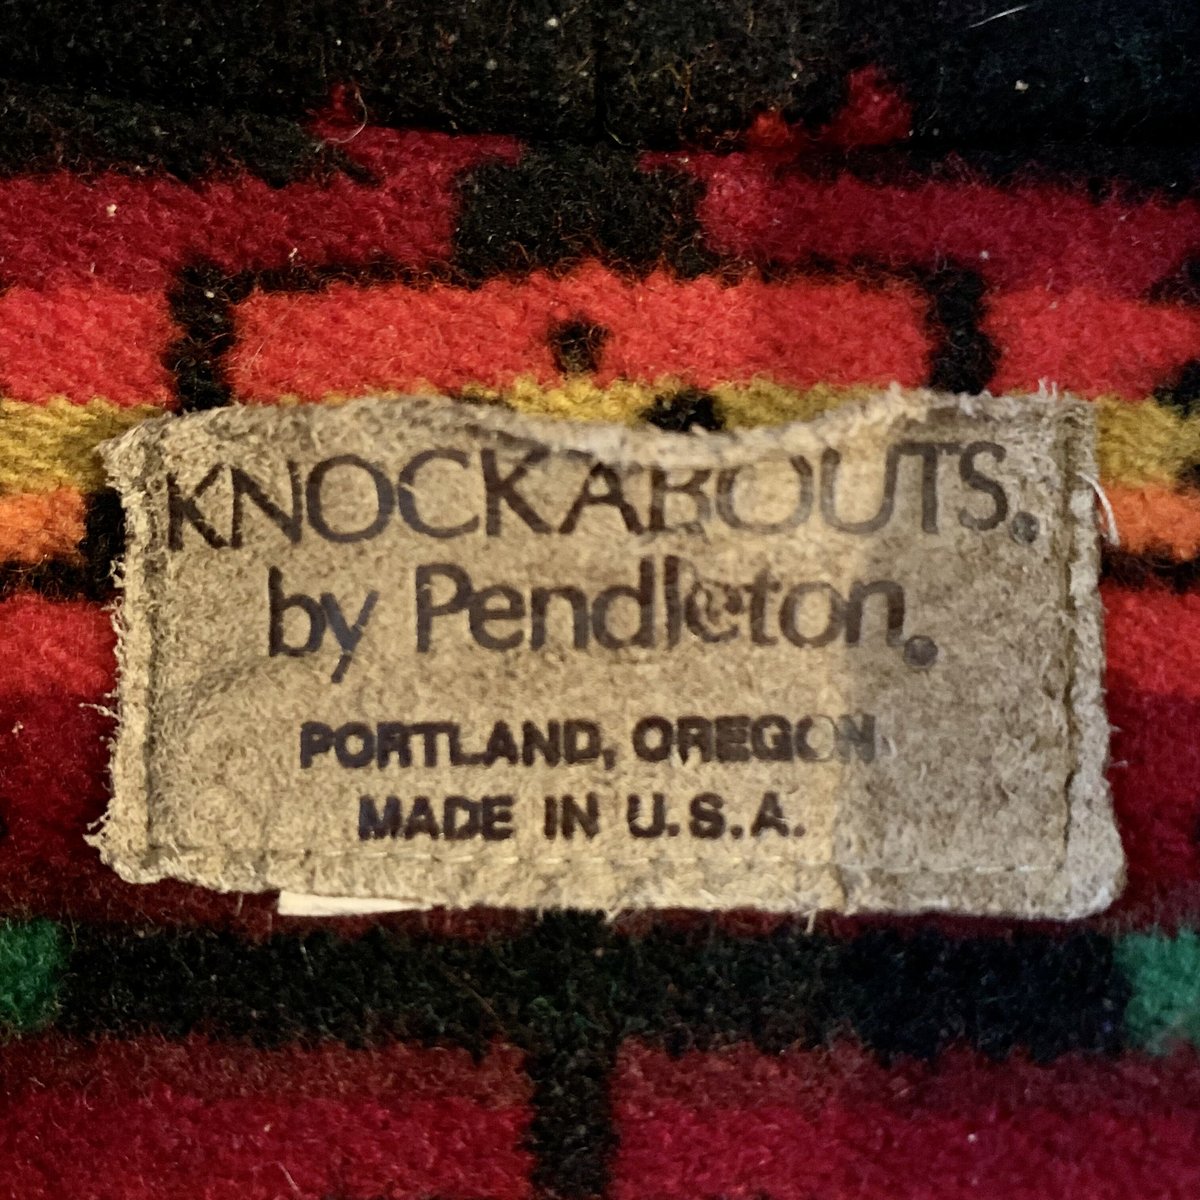 KNOCKABOUTS®
by Pendleton®
PORTLAND, OREGON
MADE IN U.S.A.